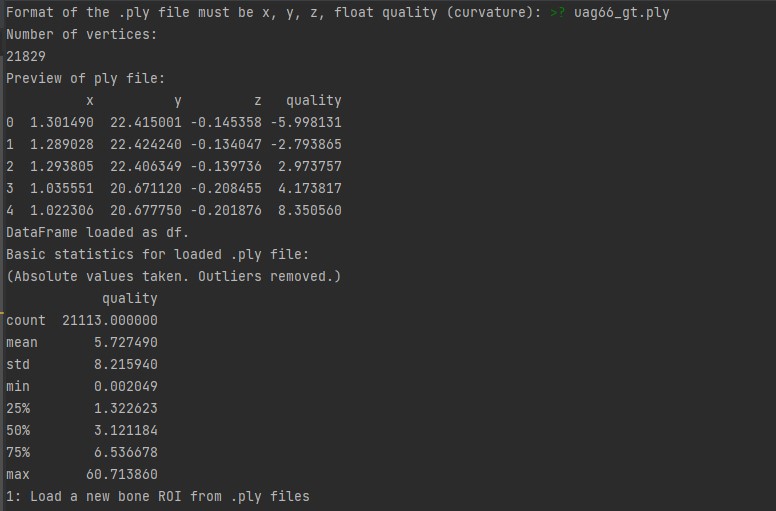 Format of the .ply file must be x, y, z, float quality (curvature): >? uag66_gt.ply
Number of vertices:
21829
Preview of ply file:
x y z quality
0 1.301490 22.415001 -0.145358 -5.998131
1 1.289028 22.424240 -0.134047 -2.793865
2 1.293805 22.406349 -0.139736 2.973757
3 1.035551 20.671120 -0.208455 4.173817
4 1.022306 20.677750 -0.201876 8.350560
DataFrame loaded as df.
Basic statistics for loaded .ply file:
(Absolute values taken. Outliers removed.)
quality
count 21113.000000
mean 5.727490
std 8.215940
min 0.002049
25% 1.322623
50% 3.121184
75% 6.536678
max 60.713860
1: Load a new bone ROI from .ply files